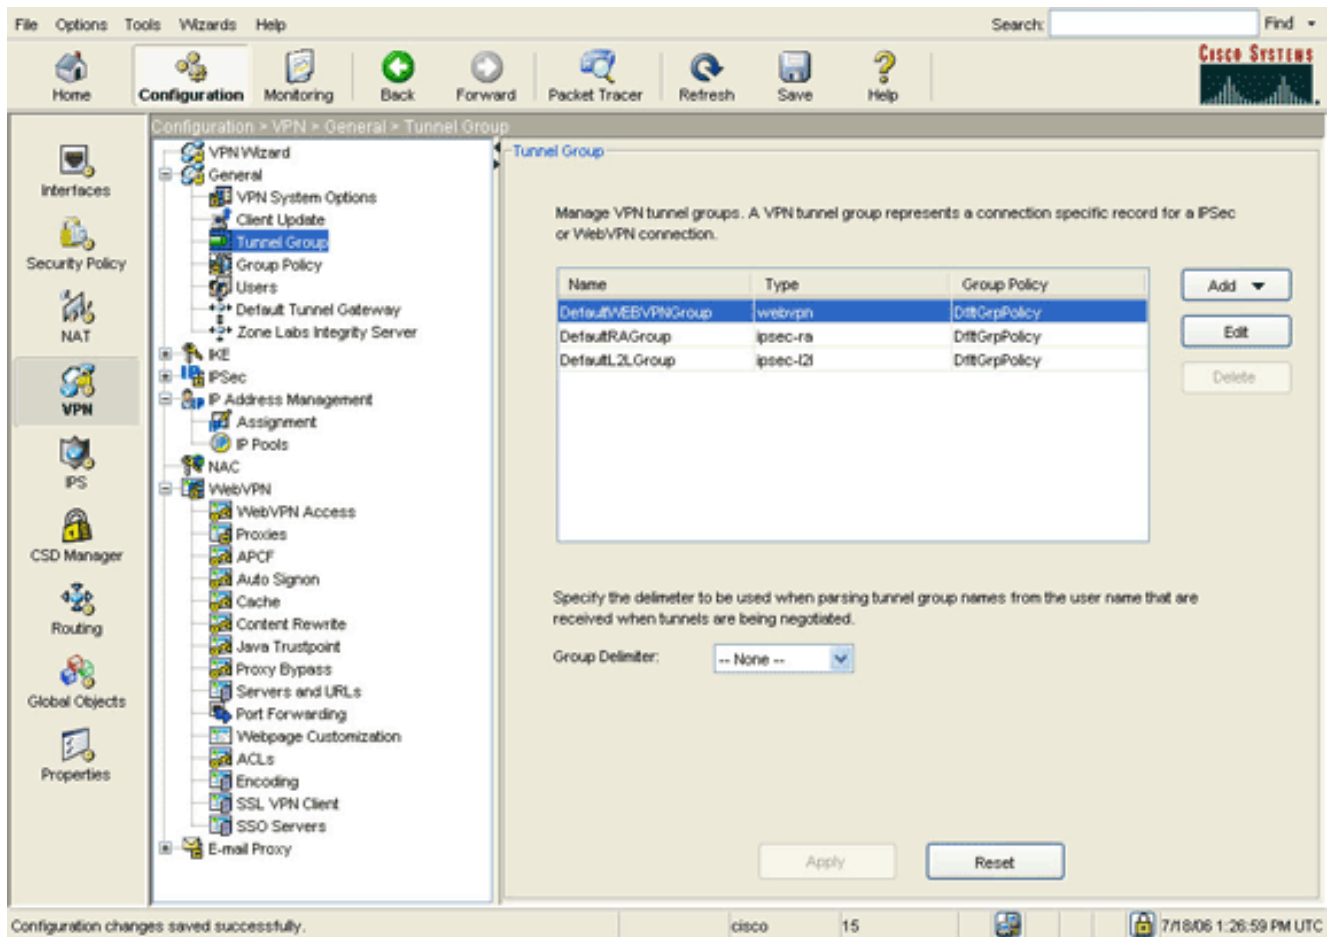 File Options Tools Wizards Help Search: Find
Home Configuration Monitoring Back Forward Packet Tracer Refresh Save Help
CISCO SYSTEMS
Configuration > VPN > General > Tunnel Group
Interfaces
Security Policy
NAT
VPN
IPS
CSD Manager
Routing
Global Objects
Properties
VPN Wizard
General
VPN System Options
Client Update
Tunnel Group
Group Policy
Users
Default Tunnel Gateway
Zone Labs Integrity Server
IKE
IPSec
IP Address Management
Assignment
IP Pools
NAC
WebVPN
WebVPN Access
Proxies
APCF
Auto Signon
Cache
Content Rewrite
Java Trustpoint
Proxy Bypass
Servers and URLs
Port Forwarding
Webpage Customization
ACLs
Encoding
SSL VPN Client
SSO Servers
E-mail Proxy
Tunnel Group
Manage VPN tunnel groups. A VPN tunnel group represents a connection specific record for a IPSec
or WebVPN connection.
Name Type Group Policy
DefaultWEBVPNGroup webvpn DfltGrpPolicy
DefaultRAGroup ipsec-ra DfltGrpPolicy
DefaultL2LGroup ipsec-l2l DfltGrpPolicy
Add
Edit
Delete
Specify the delimeter to be used when parsing tunnel group names from the user name that are
received when tunnels are being negotiated.
Group Delimiter: -- None --
Apply Reset
Configuration changes saved successfully. cisco 15 7/18/06 1:26:59 PM UTC